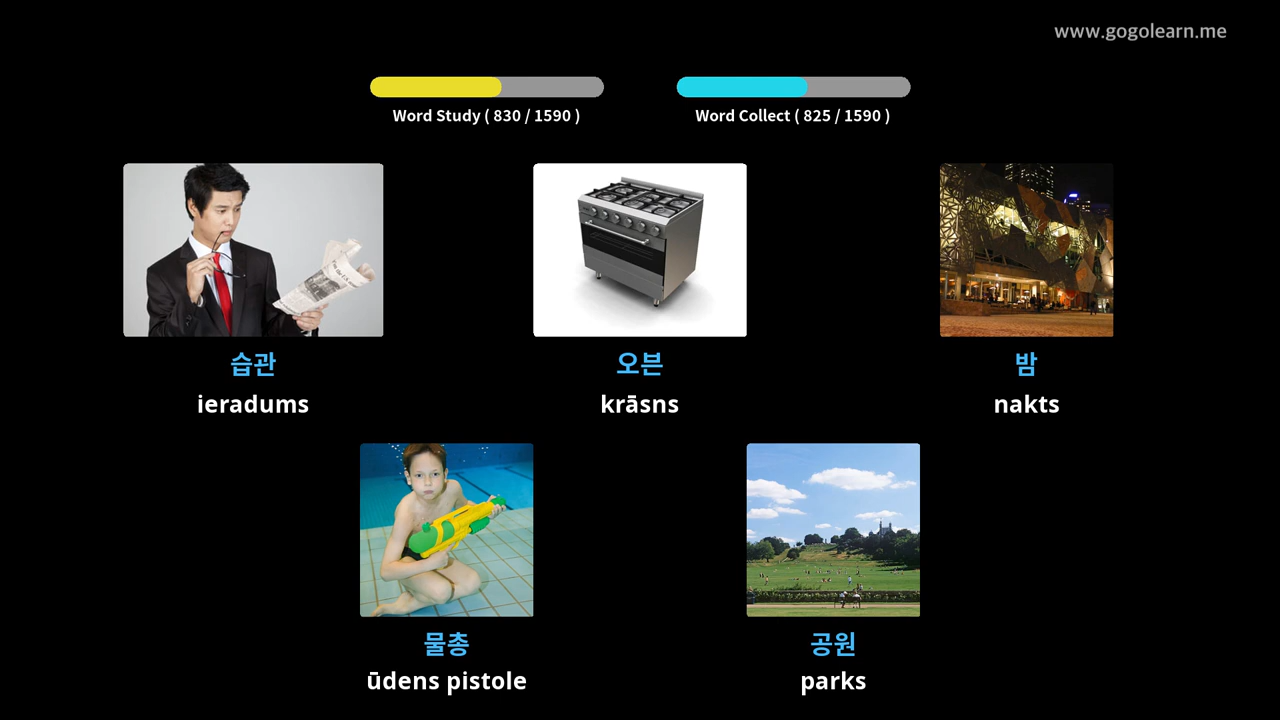 www.gogolearn.me
Word Study ( 830 / 1590 )
Word Collect ( 825 / 1590 )
습관
오븐
밤
ieradums
krāsns
nakts
물총
공원
ūdens pistole
parks